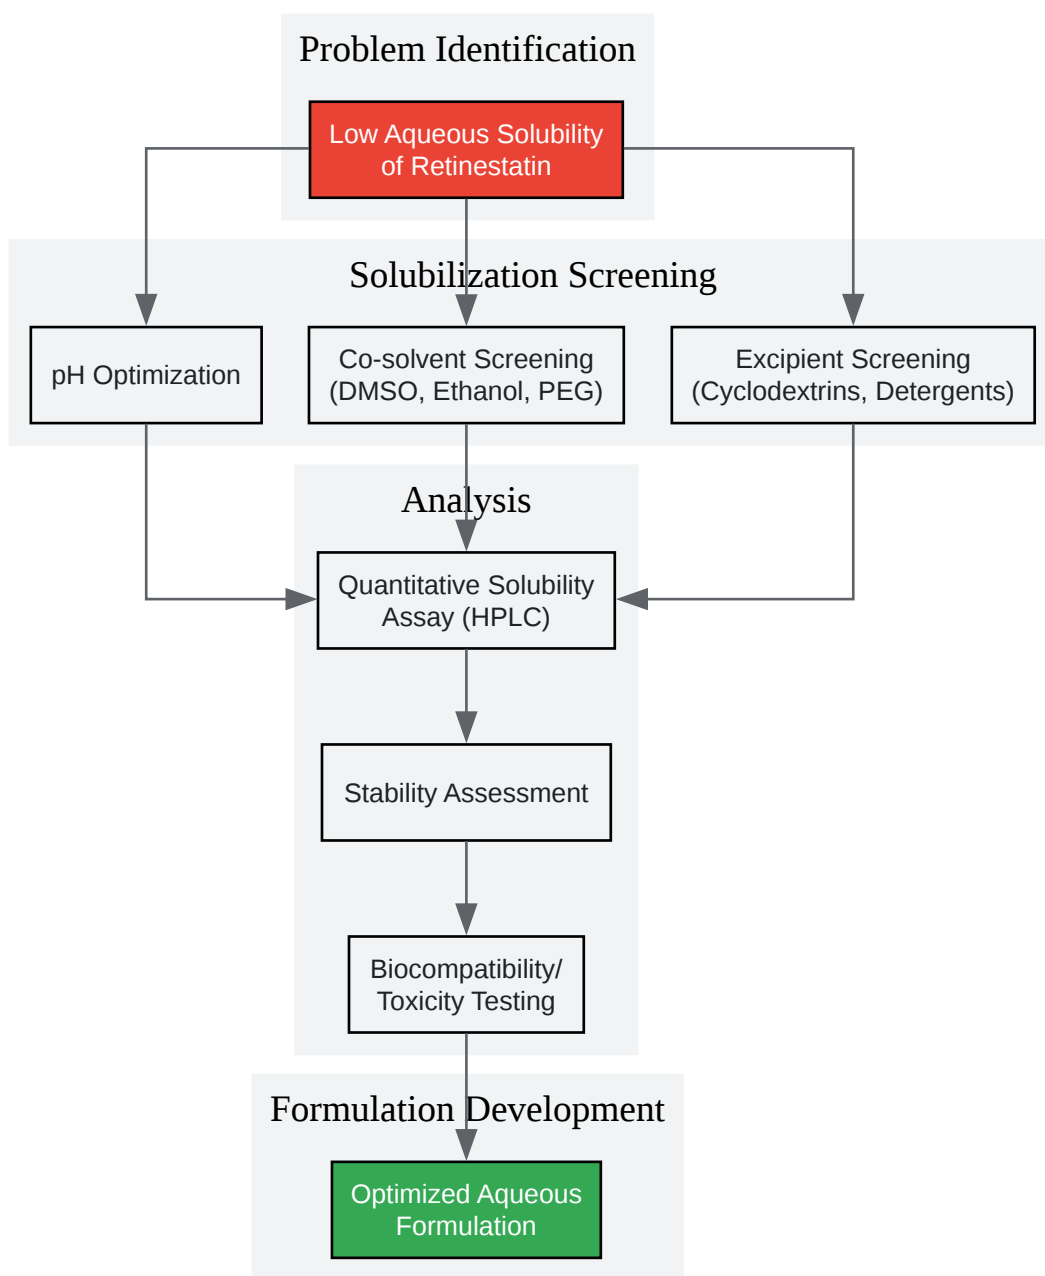 Problem Identification
Low Aqueous Solubility
of Retinestatin
Solubilization Screening
pH Optimization
Co-solvent Screening
(DMSO, Ethanol, PEG)
Excipient Screening
(Cyclodextrins, Detergents)
Analysis
Quantitative Solubility
Assay (HPLC)
Stability Assessment
Biocompatibility/
Toxicity Testing
Formulation Development
Optimized Aqueous
Formulation